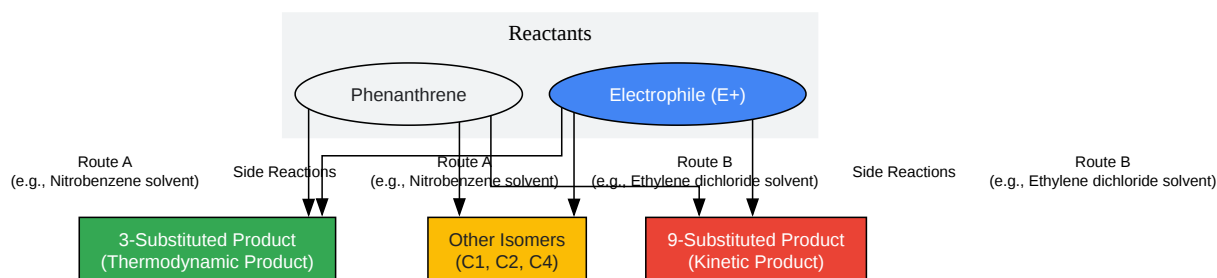 Reactants
Phenanthrene
Electrophile (E+)
Route A
(e.g., Nitrobenzene solvent)
Side Reactions
Route A
(e.g., Nitrobenzene solvent)
Route B
(e.g., Ethylene dichloride solvent)
Side Reactions
Route B
(e.g., Ethylene dichloride solvent)
3-Substituted Product
(Thermodynamic Product)
Other Isomers
(C1, C2, C4)
9-Substituted Product
(Kinetic Product)